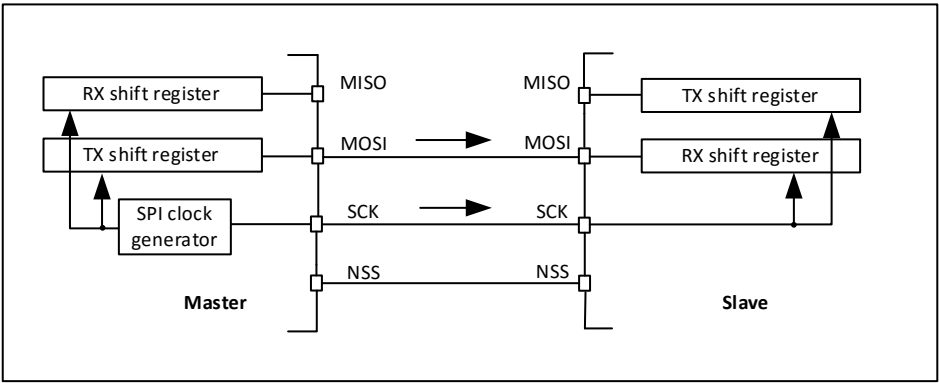 RX shift register
MISO
MISO
TX shift register
TX shift register
MOSI
MOSI
RX shift register
SPI clock
generator
SCK
SCK
NSS
NSS
Master
Slave